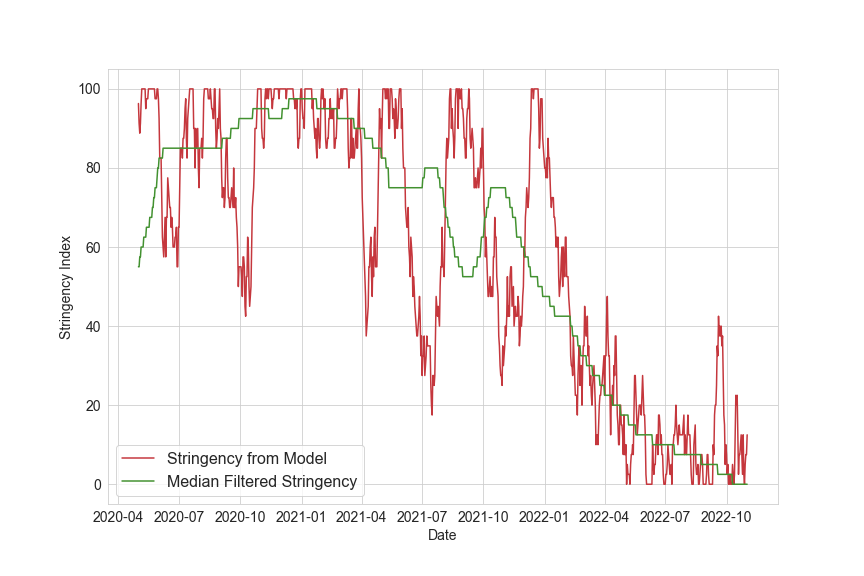 100
80
60
40
20
0
Stringency Index
Stringency from Model
Median Filtered Stringency
2020-04 2020-07 2020-10 2021-01 2021-04 2021-07 2021-10 2022-01 2022-04 2022-07 2022-10
Date